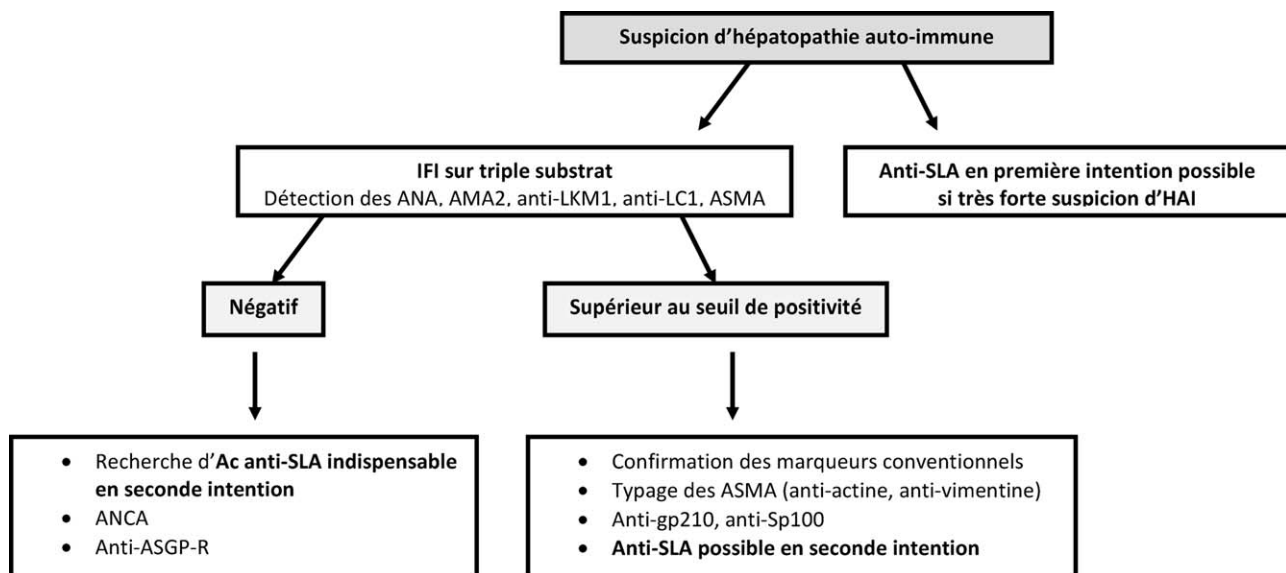 Suspicion d'hépatopathie auto-immune
IFI sur triple substrat
Détection des ANA, AMA2, anti-LKM1, anti-LC1, ASMA
Anti-SLA en première intention possible
si très forte suspicion d'HAI
Négatif
Supérieur au seuil de positivité
• Recherche d'Ac anti-SLA indispensable
en seconde intention
• ANCA
• Anti-ASGP-R
• Confirmation des marqueurs conventionnels
• Typage des ASMA (anti-actine, anti-vimentine)
• Anti-gp210, anti-Sp100
• Anti-SLA possible en seconde intention